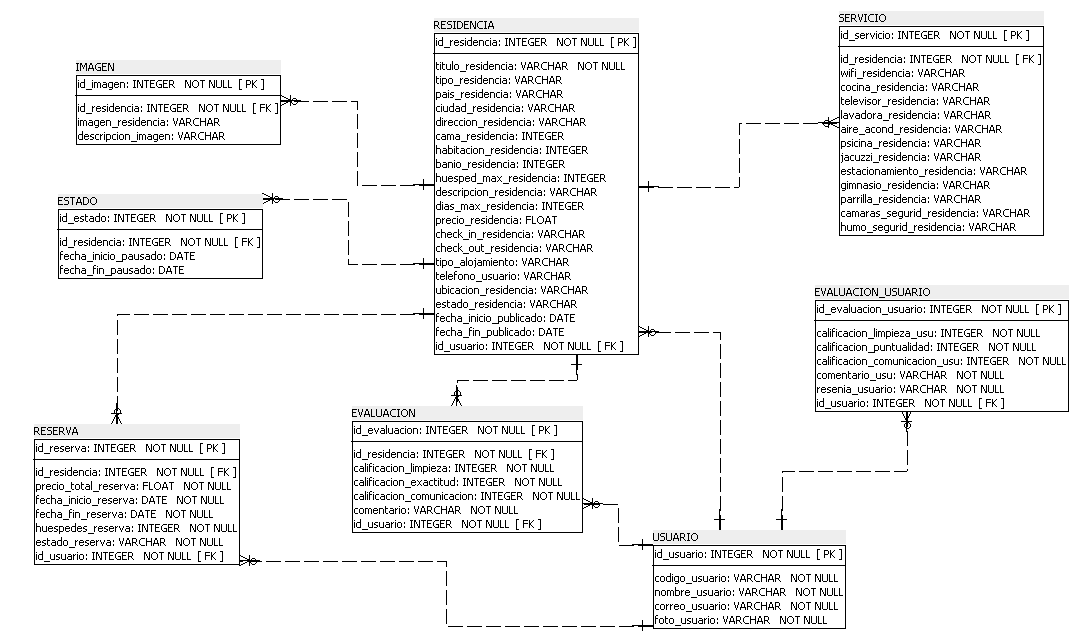 RESIDENCIA
id_residencia: INTEGER NOT NULL [ PK ]
titulo_residencia: VARCHAR NOT NULL
tipo_residencia: VARCHAR
pais_residencia: VARCHAR
ciudad_residencia: VARCHAR
direccion_residencia: VARCHAR
cama_residencia: INTEGER
habitacion_residencia: INTEGER
banio_residencia: INTEGER
huesped_max_residencia: INTEGER
descripcion_residencia: VARCHAR
dias_max_residencia: INTEGER
precio_residencia: FLOAT
check_in_residencia: VARCHAR
check_out_residencia: VARCHAR
tipo_alojamiento: VARCHAR
telefono_usuario: VARCHAR
ubicacion_residencia: VARCHAR
estado_residencia: VARCHAR
fecha_inicio_publicado: DATE
fecha_fin_publicado: DATE
id_usuario: INTEGER NOT NULL [ FK ]
SERVICIO
id_servicio: INTEGER NOT NULL [ PK ]
id_residencia: INTEGER NOT NULL [ FK ]
wifi_residencia: VARCHAR
cocina_residencia: VARCHAR
televisor_residencia: VARCHAR
lavadora_residencia: VARCHAR
aire_acond_residencia: VARCHAR
psicina_residencia: VARCHAR
jacuzzi_residencia: VARCHAR
estacionamiento_residencia: VARCHAR
gimnasio_residencia: VARCHAR
parrilla_residencia: VARCHAR
camaras_segurid_residencia: VARCHAR
humo_segurid_residencia: VARCHAR
IMAGEN
id_imagen: INTEGER NOT NULL [ PK ]
id_residencia: INTEGER NOT NULL [ FK ]
imagen_residencia: VARCHAR
descripcion_imagen: VARCHAR
ESTADO
id_estado: INTEGER NOT NULL [ PK ]
id_residencia: INTEGER NOT NULL [ FK ]
fecha_inicio_pausado: DATE
fecha_fin_pausado: DATE
EVALUACION_USUARIO
id_evaluacion_usuario: INTEGER NOT NULL [ PK ]
calificacion_limpieza_usu: INTEGER NOT NULL
calificacion_puntualidad: INTEGER NOT NULL
calificacion_comunicacion_usu: INTEGER NOT NULL
comentario_usu: VARCHAR NOT NULL
resenia_usuario: VARCHAR NOT NULL
id_usuario: INTEGER NOT NULL [ FK ]
RESERVA
id_reserva: INTEGER NOT NULL [ PK ]
id_residencia: INTEGER NOT NULL [ FK ]
precio_total_reserva: FLOAT NOT NULL
fecha_inicio_reserva: DATE NOT NULL
fecha_fin_reserva: DATE NOT NULL
huespedes_reserva: INTEGER NOT NULL
estado_reserva: VARCHAR NOT NULL
id_usuario: INTEGER NOT NULL [ FK ]
EVALUACION
id_evaluacion: INTEGER NOT NULL [ PK ]
id_residencia: INTEGER NOT NULL [ FK ]
calificacion_limpieza: INTEGER NOT NULL
calificacion_exactitud: INTEGER NOT NULL
calificacion_comunicacion: INTEGER NOT NULL
comentario: VARCHAR NOT NULL
id_usuario: INTEGER NOT NULL [ FK ]
USUARIO
id_usuario: INTEGER NOT NULL [ PK ]
codigo_usuario: VARCHAR NOT NULL
nombre_usuario: VARCHAR NOT NULL
correo_usuario: VARCHAR NOT NULL
foto_usuario: VARCHAR NOT NULL